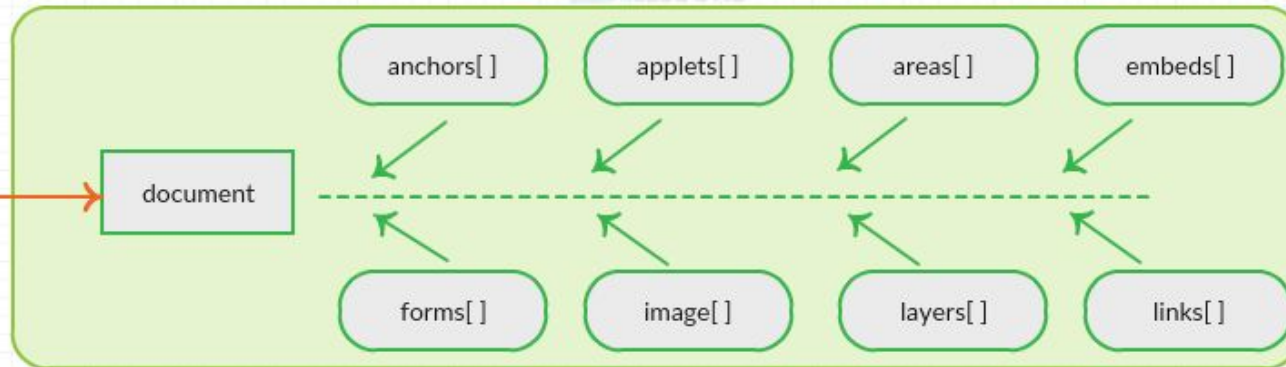 anchors[ ]
applets[ ]
areas[ ]
embeds[ ]
document
forms[ ]
image[ ]
layers[ ]
links[ ]